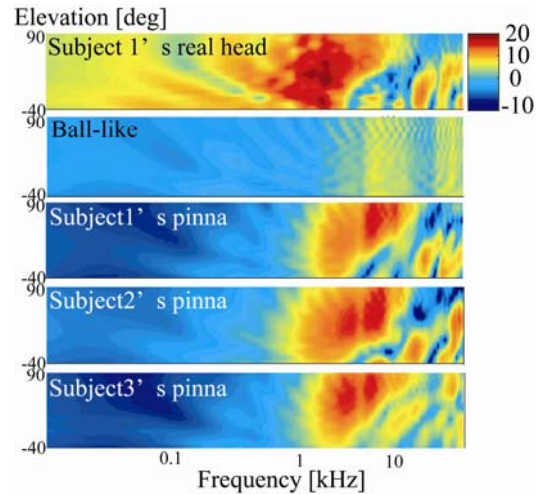 Elevation [deg]
90
Subject 1’ s real head
-40
20
10
0
-10
90
Ball-like
-40
90
Subject1’ s pinna
-40
90
Subject2’ s pinna
-40
90
Subject3’ s pinna
-40
0.1
1
10
Frequency [kHz]